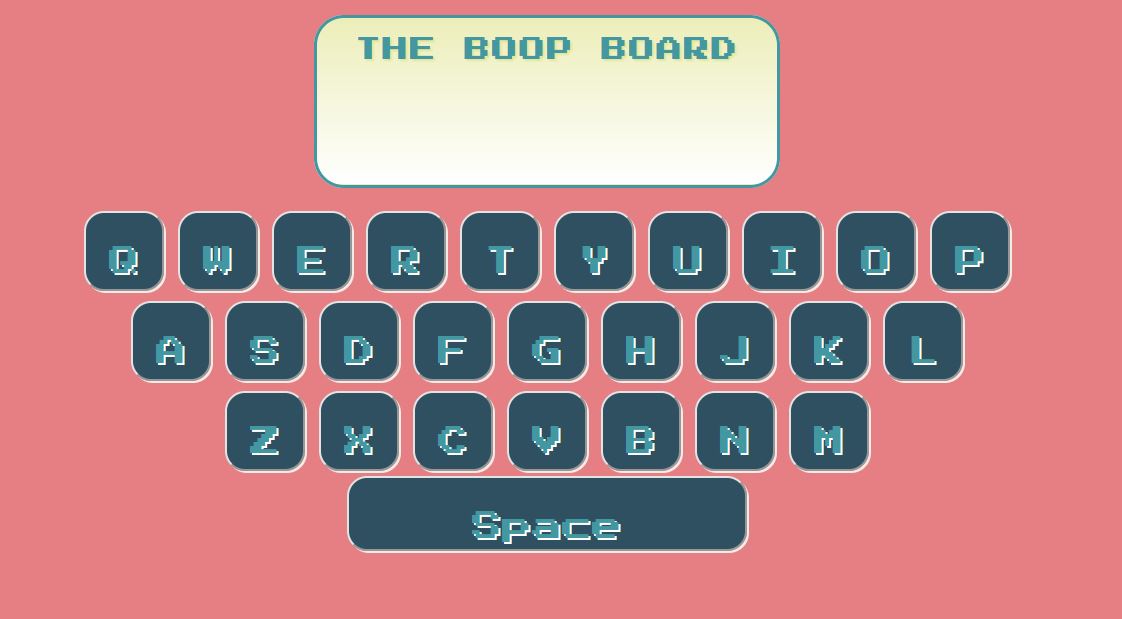 THE BOOP BOARD
Q W E R T Y U I O P
A S D F G H J K L
Z X C V B N M
Space